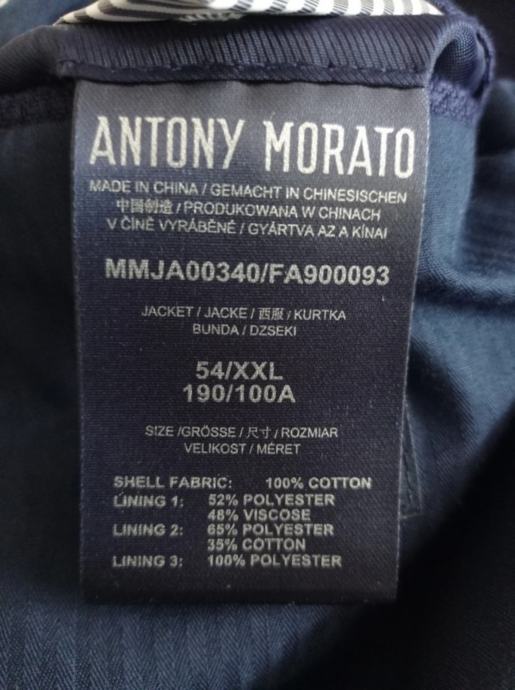 ANTONY MORATO
MADE IN CHINA / GEMACHT IN CHINESISCHEN
中国创造 / PRODUKOWANA W CHINACH
V ČÍNĚ VYRÁBĚNÉ / GYÁRTVA AZ A KÍNAI
MMJA00340/FA900093
JACKET / JACKE / 西服 / KURTKA
BUNDA / DZSEKI
54/XXL
190/100A
SIZE /GRÖSSE / 尺寸 / ROZMIAR
VELIKOST / MÉRET
SHELL FABRIC: 100% COTTON
LINING 1: 52% POLYESTER
48% VISCOSE
LINING 2: 65% POLYESTER
35% COTTON
LINING 3: 100% POLYESTER